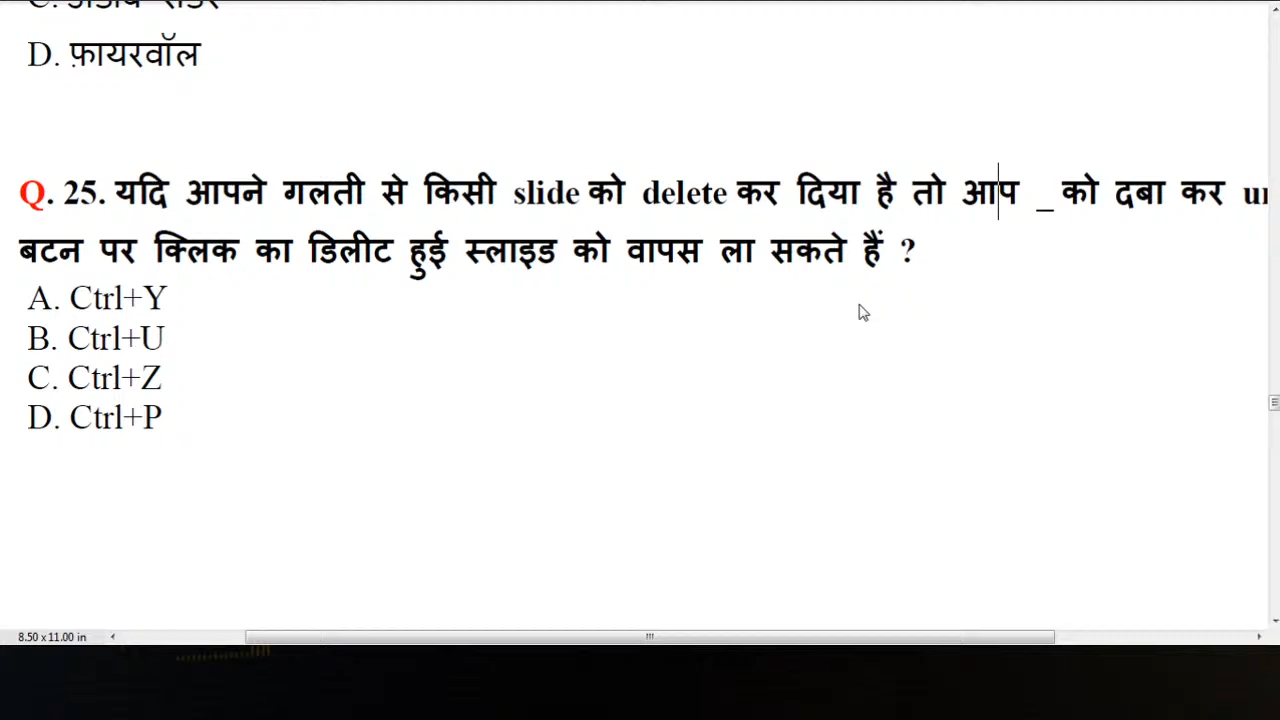 D. फ़ायरवॉल
Q. 25. यदि आपने गलती से किसी slide को delete कर दिया है तो आप _ को दबा कर
बटन पर क्लिक का डिलीट हुई स्लाइड को वापस ला सकते हैं ?
A. Ctrl+Y
B. Ctrl+U
C. Ctrl+Z
D. Ctrl+P
8.50 x 11.00 in